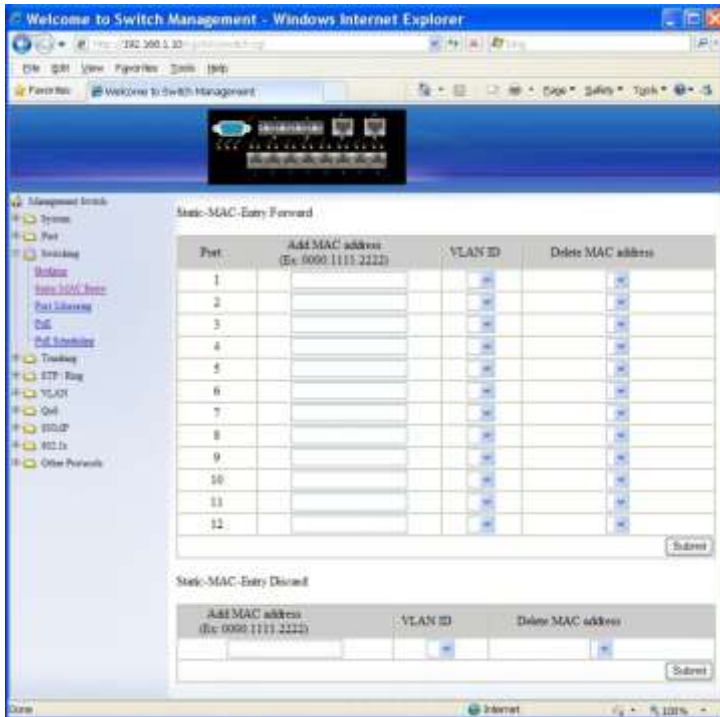 Welcome to Switch Management - Windows Internet Explorer
File Edit View Favorites Tools Help
Favorites Welcome to Switch Management
Page Safety Tools
Management Switch
System
Port
Switching
Bridging
Static MAC Entry
Port Mirroring
PoE
PoE Scheduling
Trunking
STP / Ring
VLAN
QoS
SNMP
802.1x
Other Protocols
Static-MAC-Entry Forward
Port Add MAC address (Ex: 0000.1111.2222) VLAN ID Delete MAC address
1
2
3
4
5
6
7
8
9
10
11
12
Submit
Static-MAC-Entry Discard
Add MAC address (Ex: 0000.1111.2222) VLAN ID Delete MAC address
Submit
Done Internet 100%